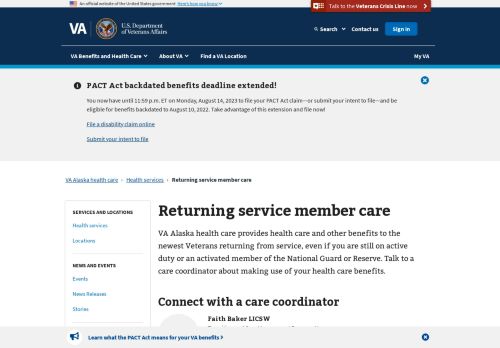 An official website of the United States government Here's how you know
Talk to the Veterans Crisis Line now
VA
U.S. Department
of Veterans Affairs
Search
Contact us
Sign in
VA Benefits and Health Care
About VA
Find a VA Location
My VA
PACT Act backdated benefits deadline extended!
You now have until 11:59 p.m. ET on Monday, August 14, 2023 to file your PACT Act claim—or submit your intent to file—and
be eligible for benefits backdated to August 10, 2022. Take advantage of this extension and file now!
File a disability claim online
Submit your intent to file
VA Alaska health care › Health services › Returning service member care
SERVICES AND LOCATIONS
Health services
Locations
NEWS AND EVENTS
Events
News Releases
Stories
Returning service member care
VA Alaska health care provides health care and other benefits to the
newest Veterans returning from service, even if you are still on active
duty or an activated member of the National Guard or Reserve. Talk to a
care coordinator about making use of your health care benefits.
Connect with a care coordinator
Faith Baker LICSW
Learn what the PACT Act means for your VA benefits